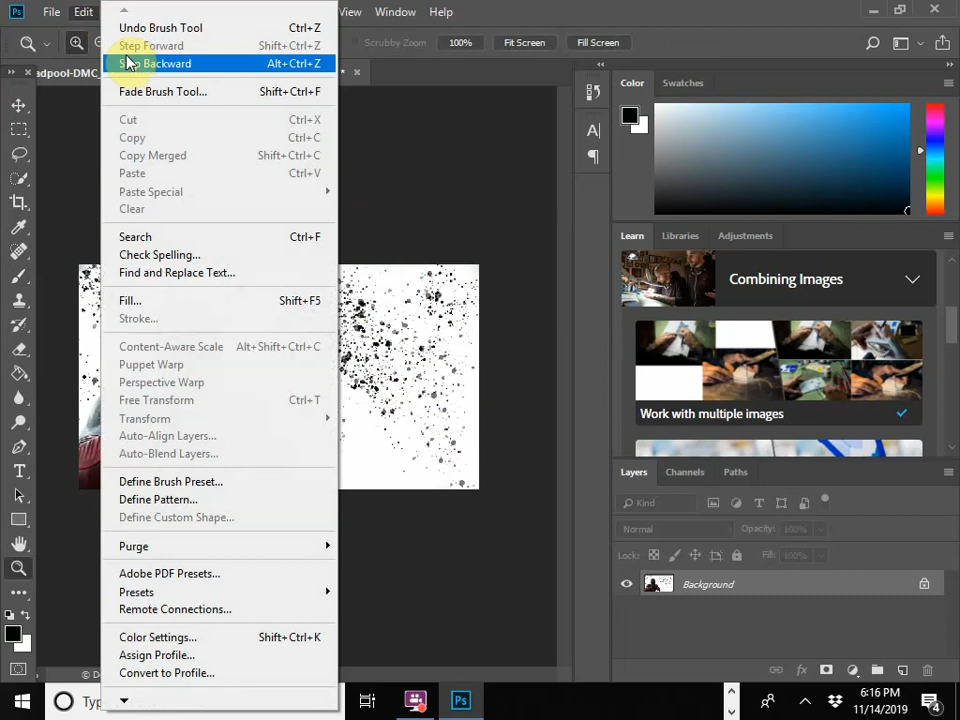 File
Edit
View
Window
Help
Undo Brush Tool Ctrl+Z
Step Forward Shift+Ctrl+Z
Step Backward Alt+Ctrl+Z
Fade Brush Tool... Shift+Ctrl+F
Cut Ctrl+X
Copy Ctrl+C
Copy Merged Shift+Ctrl+C
Paste Ctrl+V
Paste Special
Clear
Search Ctrl+F
Check Spelling...
Find and Replace Text...
Fill... Shift+F5
Stroke...
Content-Aware Scale Alt+Shift+Ctrl+C
Puppet Warp
Perspective Warp
Free Transform Ctrl+T
Transform
Auto-Align Layers...
Auto-Blend Layers...
Define Brush Preset...
Define Pattern...
Define Custom Shape...
Purge
Adobe PDF Presets...
Presets
Remote Connections...
Color Settings... Shift+Ctrl+K
Assign Profile...
Convert to Profile...
Scrubby Zoom
100%
Fit Screen
Fill Screen
adpool-DMC_
*
Color
Swatches
A
Learn
Libraries
Adjustments
Combining Images
Work with multiple images
Layers
Channels
Paths
Kind
Normal
Opacity: 100%
Lock:
Fill: 100%
Background
T
fx
Ps
Ps
6:16 PM
11/14/2019
4